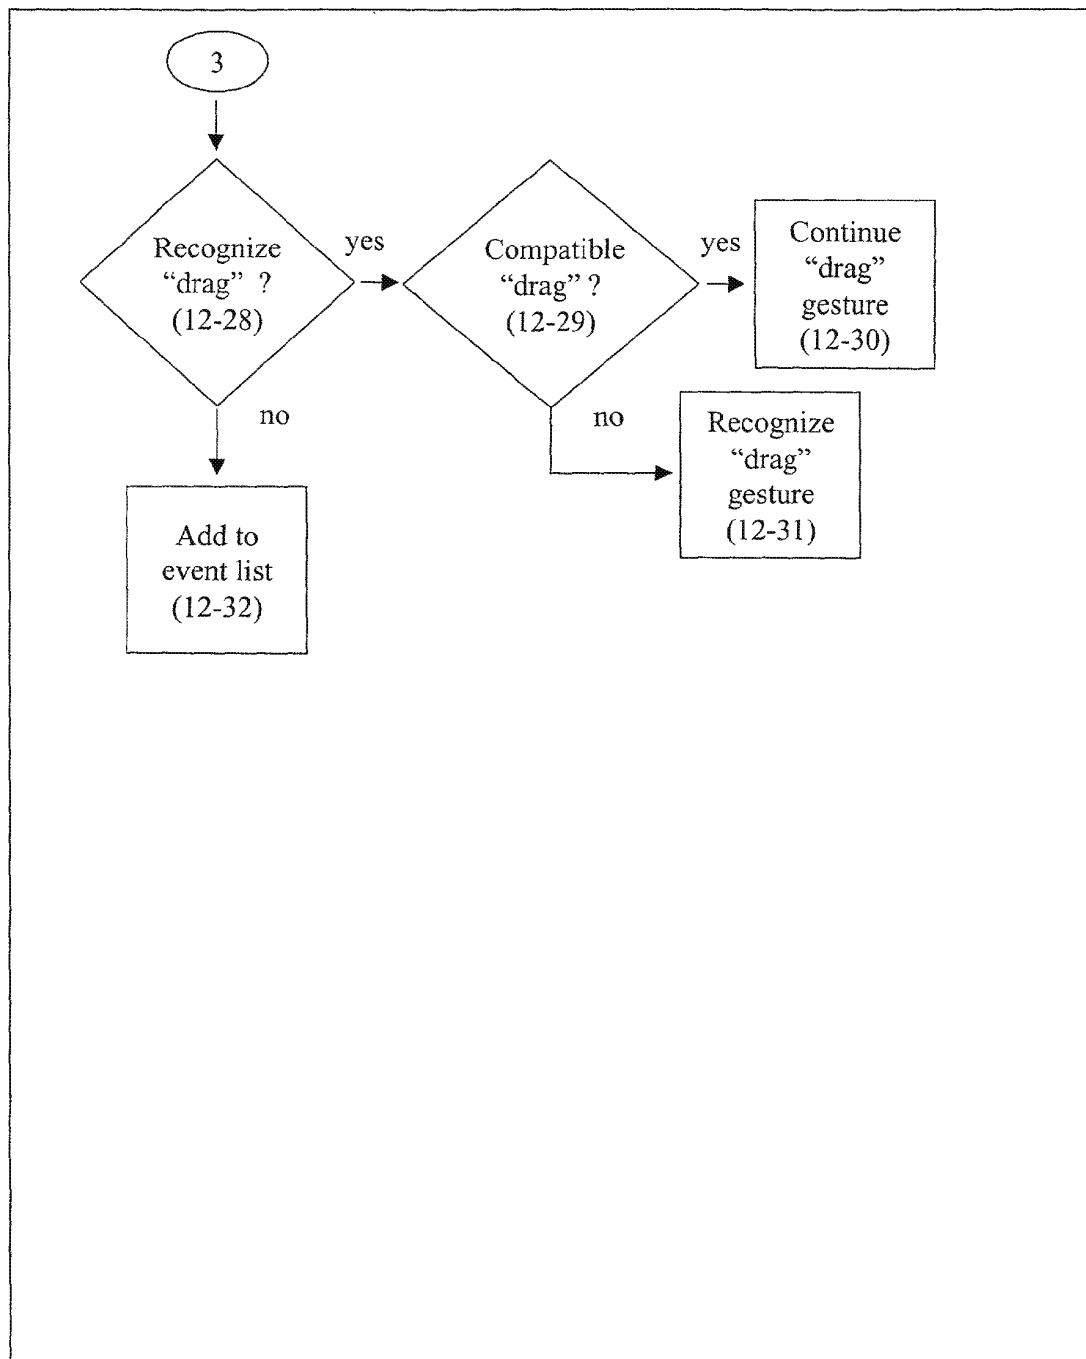 3
Recognize
“drag” ?
(12-28)
yes
Compatible
“drag” ?
(12-29)
yes
Continue
“drag”
gesture
(12-30)
no
Add to
event list
(12-32)
no
Recognize
“drag”
gesture
(12-31)